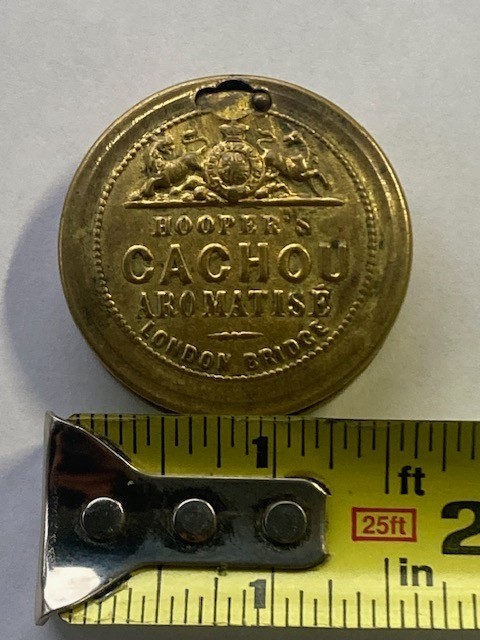 HOOPER'S
CACHOU
AROMATISÉ
LONDON BRIDGE
1
ft
25ft
2
in
1